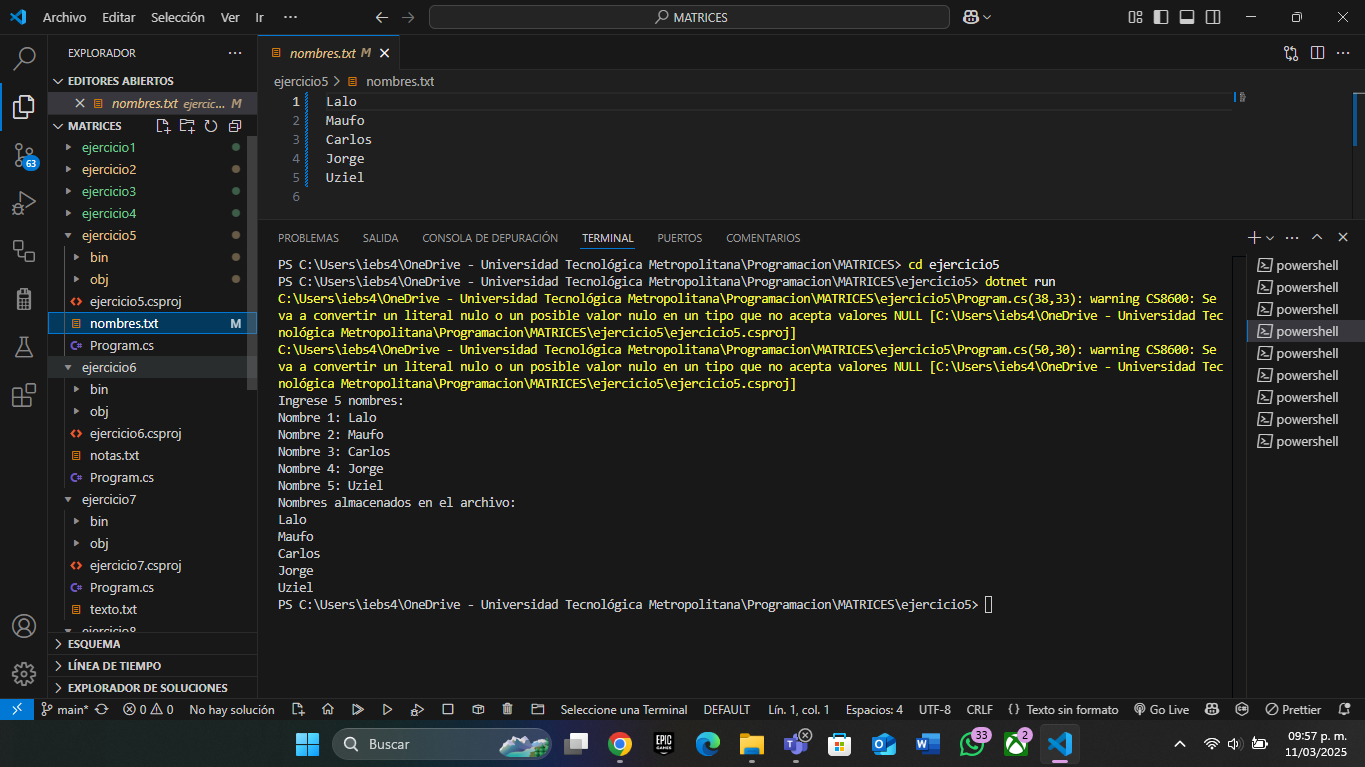 Archivo Editar Selección Ver Ir ···
MATRICES
EXPLORADOR ···
EDITORES ABIERTOS
nombres.txt ejercic... M
MATRICES
ejercicio1
ejercicio2
ejercicio3
ejercicio4
ejercicio5
bin
obj
ejercicio5.csproj
nombres.txt M
Program.cs
ejercicio6
bin
obj
ejercicio6.csproj
notas.txt
Program.cs
ejercicio7
bin
obj
ejercicio7.csproj
Program.cs
texto.txt
ejercicio8
ESQUEMA
LÍNEA DE TIEMPO
EXPLORADOR DE SOLUCIONES
63
nombres.txt M
ejercicio5 > nombres.txt
1 Lalo
2 Maufo
3 Carlos
4 Jorge
5 Uziel
6
PROBLEMAS SALIDA CONSOLA DE DEPURACIÓN TERMINAL PUERTOS COMENTARIOS
PS C:\Users\iebs4\OneDrive - Universidad Tecnológica Metropolitana\Programacion\MATRICES> cd ejercicio5
PS C:\Users\iebs4\OneDrive - Universidad Tecnológica Metropolitana\Programacion\MATRICES\ejercicio5> dotnet run
C:\Users\iebs4\OneDrive - Universidad Tecnológica Metropolitana\Programacion\MATRICES\ejercicio5\Program.cs(38,33): warning CS8600: Se
va a convertir un literal nulo o un posible valor nulo en un tipo que no acepta valores NULL [C:\Users\iebs4\OneDrive - Universidad Tec
nológica Metropolitana\Programacion\MATRICES\ejercicio5\ejercicio5.csproj]
C:\Users\iebs4\OneDrive - Universidad Tecnológica Metropolitana\Programacion\MATRICES\ejercicio5\Program.cs(50,30): warning CS8600: Se
va a convertir un literal nulo o un posible valor nulo en un tipo que no acepta valores NULL [C:\Users\iebs4\OneDrive - Universidad Tec
nológica Metropolitana\Programacion\MATRICES\ejercicio5\ejercicio5.csproj]
Ingrese 5 nombres:
Nombre 1: Lalo
Nombre 2: Maufo
Nombre 3: Carlos
Nombre 4: Jorge
Nombre 5: Uziel
Nombres almacenados en el archivo:
Lalo
Maufo
Carlos
Jorge
Uziel
PS C:\Users\iebs4\OneDrive - Universidad Tecnológica Metropolitana\Programacion\MATRICES\ejercicio5>
powershell
powershell
powershell
powershell
powershell
powershell
powershell
powershell
powershell
main* 0 0 No hay solución Seleccione una Terminal DEFAULT Lín. 1, col. 1 Espacios: 4 UTF-8 CRLF {} Texto sin formato Go Live Prettier
Buscar
EPIC GAMES
33
2
09:57 p. m.
11/03/2025